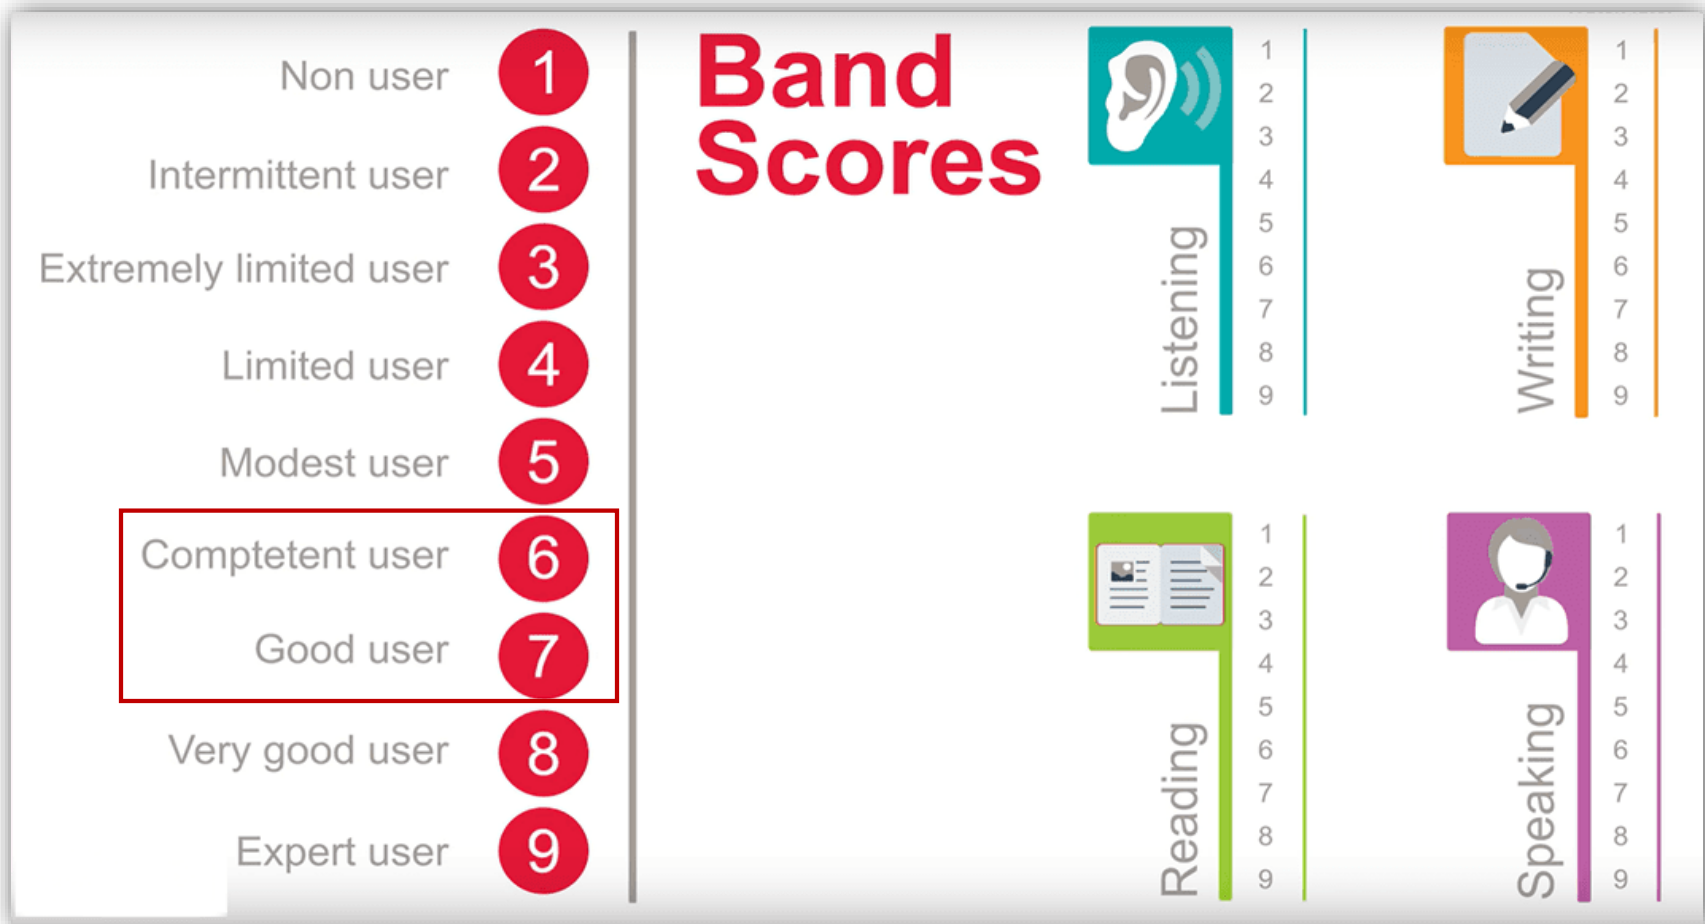 Non user 1
Intermittent user 2
Extremely limited user 3
Limited user 4
Modest user 5
Comptetent user 6
Good user 7
Very good user 8
Expert user 9
Band
Scores
Listening
1
2
3
4
5
6
7
8
9
Writing
1
2
3
4
5
6
7
8
9
Reading
1
2
3
4
5
6
7
8
9
Speaking
1
2
3
4
5
6
7
8
9